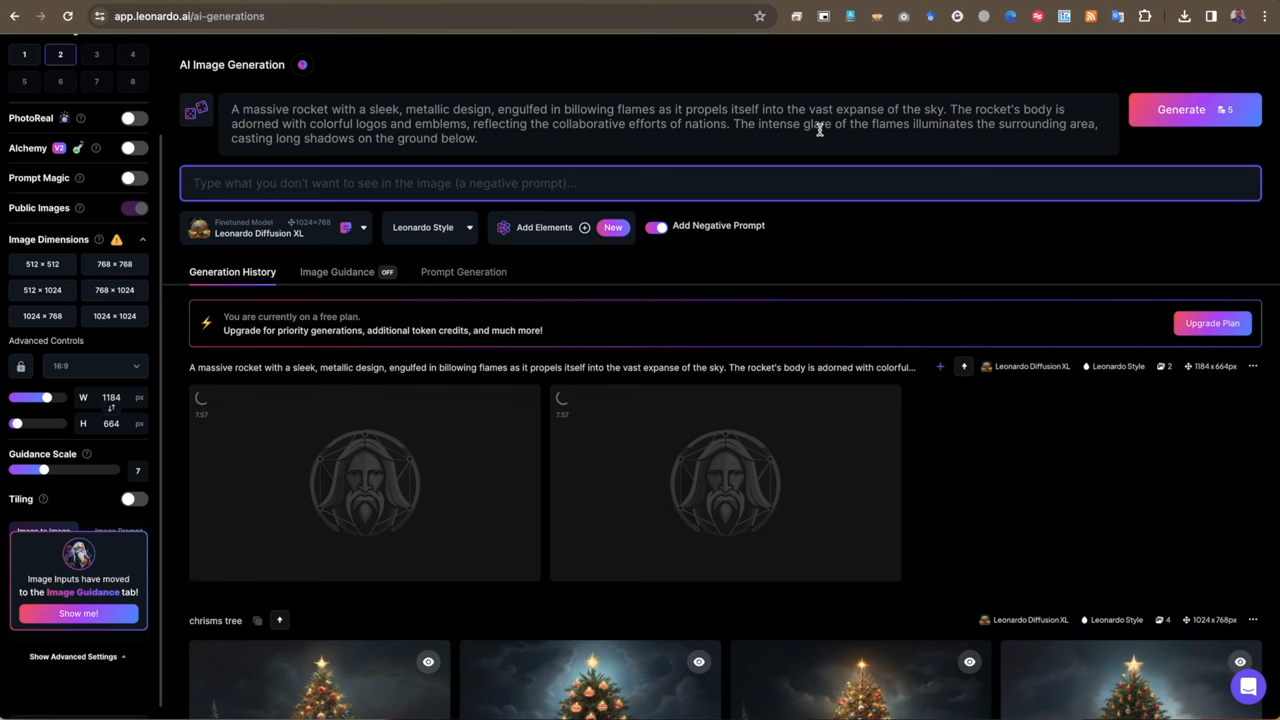 app.leonardo.ai/ai-generations
1 2 3 4
5 6 7 8
PhotoReal
Alchemy V2
Prompt Magic
Public Images
Image Dimensions
512 × 512 768 × 768
512 × 1024 768 × 1024
1024 × 768 1024 × 1024
Advanced Controls
16:9
W 1184 px
H 664 px
Guidance Scale
7
Tiling
Image to Image Image Prompt
Image Inputs have moved
to the Image Guidance tab!
Show me!
Show Advanced Settings
AI Image Generation
A massive rocket with a sleek, metallic design, engulfed in billowing flames as it propels itself into the vast expanse of the sky. The rocket's body is
adorned with colorful logos and emblems, reflecting the collaborative efforts of nations. The intense glare of the flames illuminates the surrounding area,
casting long shadows on the ground below.
Generate 5
Type what you don't want to see in the image (a negative prompt)...
Finetuned Model 1024×768
Leonardo Diffusion XL
Leonardo Style
Add Elements New
Add Negative Prompt
Generation History Image Guidance OFF Prompt Generation
You are currently on a free plan.
Upgrade for priority generations, additional token credits, and much more!
Upgrade Plan
A massive rocket with a sleek, metallic design, engulfed in billowing flames as it propels itself into the vast expanse of the sky. The rocket's body is adorned with colorful...
Leonardo Diffusion XL Leonardo Style 2 1184x664px
7.57 7.57
chrisms tree
Leonardo Diffusion XL Leonardo Style 4 1024x768px